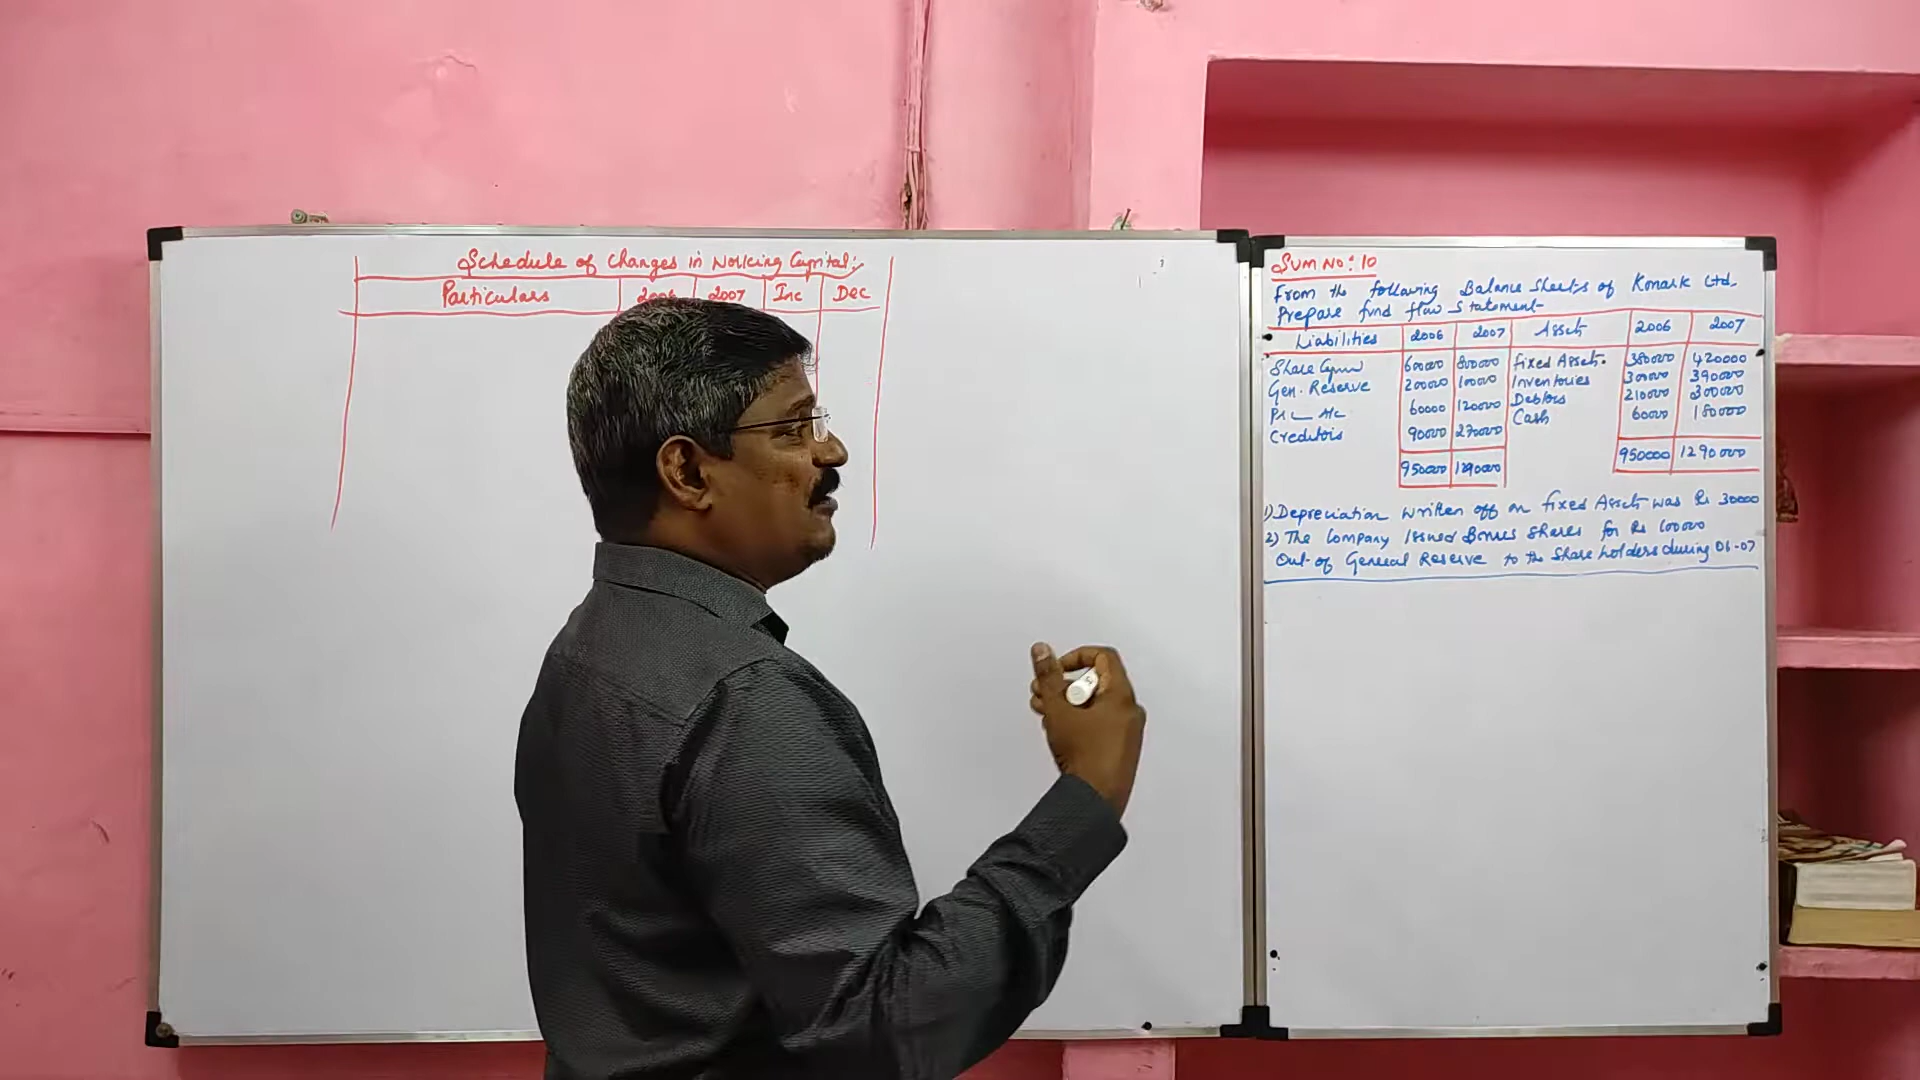 Schedule of changes in Working Capital:
Particulars 2006 2007 Inc Dec
SUM NO: 10
From the following Balance Sheets of Konark Ltd.
Prepare fund flow Statement
Liabilities 2006 2007 Assets 2006 2007
Share 600000 800000 Fixed Assets. 380000 420000
Gen. Reserve 200000 100000 Inventories 300000 390000
P&L A/c 60000 120000 Debtors 210000 300000
Creditors 90000 270000 Cash 60000 180000
950000 1290000 950000 1290000
1) Depreciation written off on fixed Assets was Rs 30000
2) The Company Issued Bonus Shares for Rs 100000
Out of General Reserve to the Share holders during 06-07